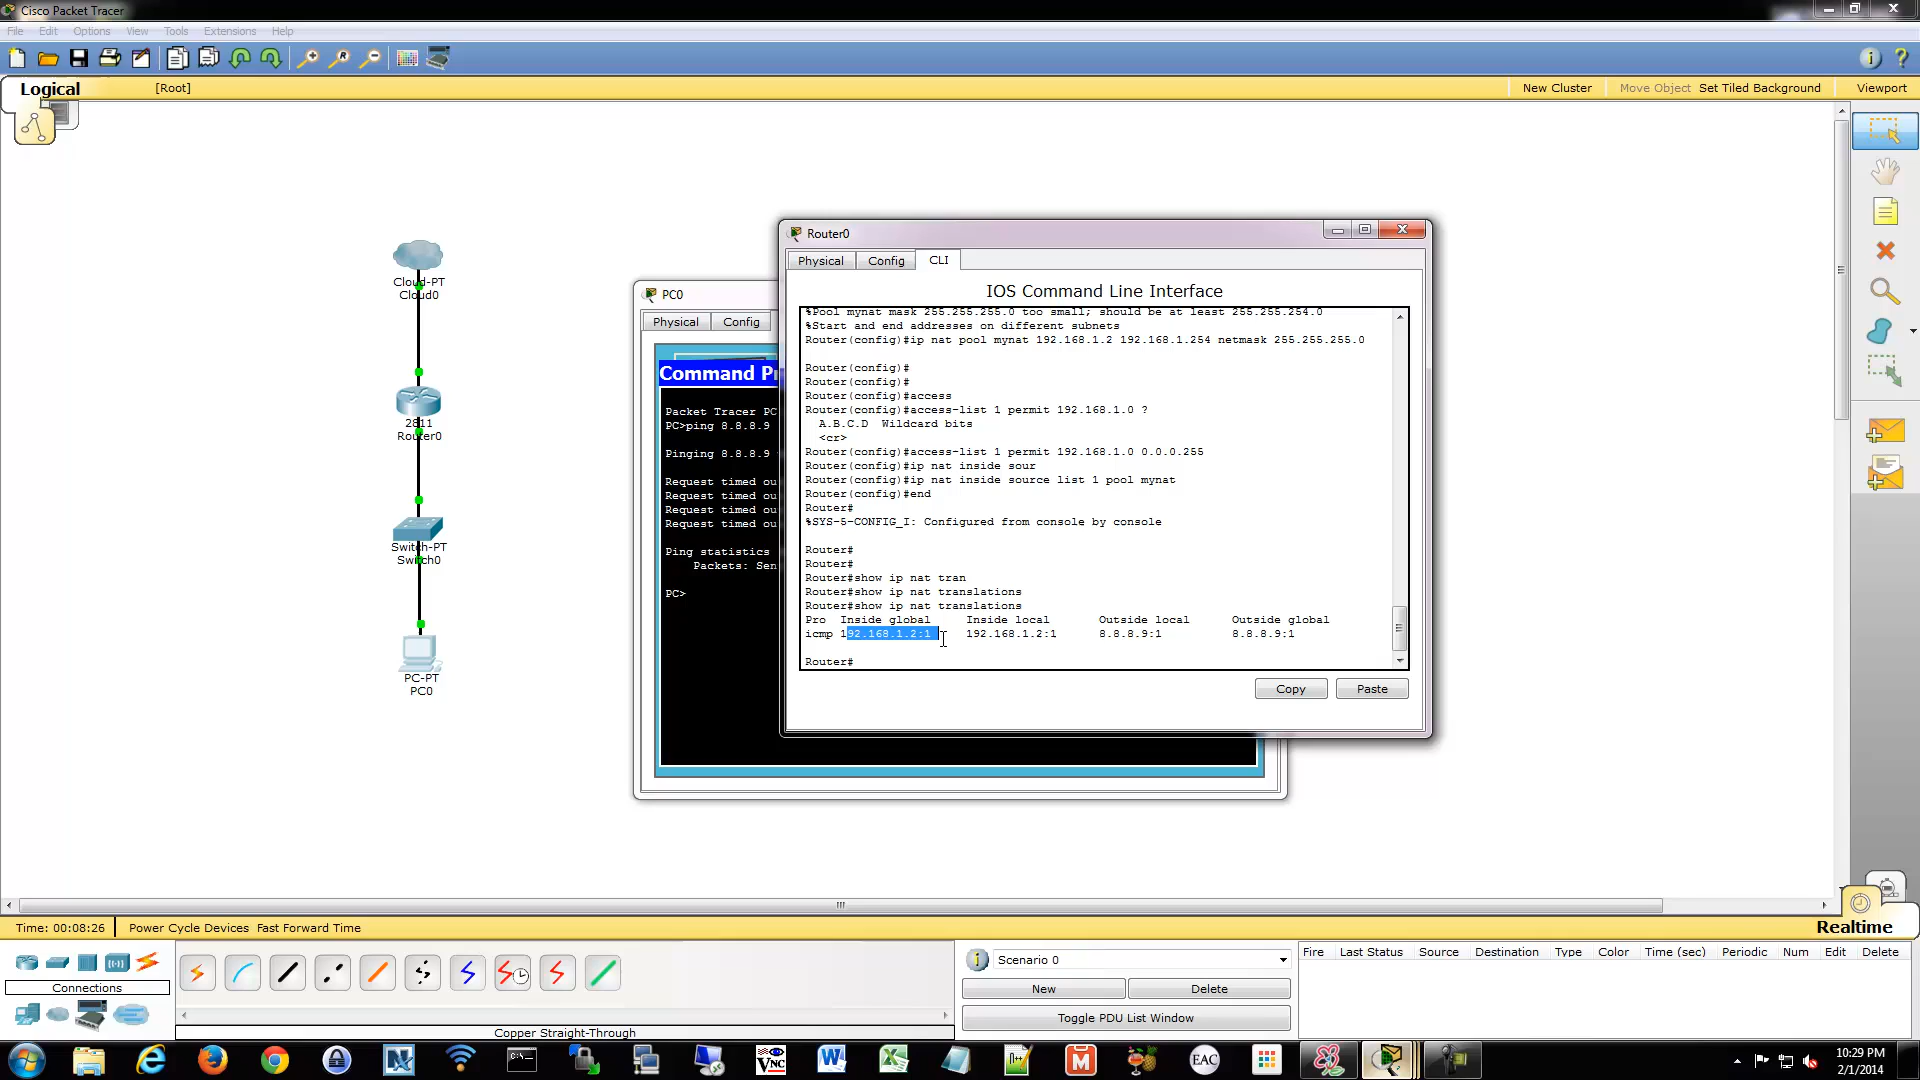 Cisco Packet Tracer
File Edit Options View Tools Extensions Help
Logical [Root] New Cluster Move Object Set Tiled Background Viewport
Cloud-PT
Cloud0
2811
Router0
Switch-PT
Switch0
PC-PT
PC0
PC0
Physical Config
Command Pr
Packet Tracer PC
PC>ping 8.8.8.9
Pinging 8.8.8.9
Request timed ou
Request timed ou
Request timed ou
Request timed ou
Ping statistics
Packets: Sen
PC>
Router0
Physical Config CLI
IOS Command Line Interface
%Pool mynat mask 255.255.255.0 too small; should be at least 255.255.254.0
%Start and end addresses on different subnets
Router(config)#ip nat pool mynat 192.168.1.2 192.168.1.254 netmask 255.255.255.0
Router(config)#
Router(config)#
Router(config)#access
Router(config)#access-list 1 permit 192.168.1.0 ?
A.B.C.D Wildcard bits
<cr>
Router(config)#access-list 1 permit 192.168.1.0 0.0.0.255
Router(config)#ip nat inside sour
Router(config)#ip nat inside source list 1 pool mynat
Router(config)#end
Router#
%SYS-5-CONFIG_I: Configured from console by console
Router#
Router#
Router#show ip nat tran
Router#show ip nat translations
Router#show ip nat translations
Pro Inside global Inside local Outside local Outside global
icmp 192.168.1.2:1 192.168.1.2:1 8.8.8.9:1 8.8.8.9:1
Router#
Copy Paste
Time: 00:08:26 Power Cycle Devices Fast Forward Time Realtime
Connections
Copper Straight-Through
Scenario 0
New Delete
Toggle PDU List Window
Fire Last Status Source Destination Type Color Time (sec) Periodic Num Edit Delete
VNC EAC
10:29 PM
2/1/2014